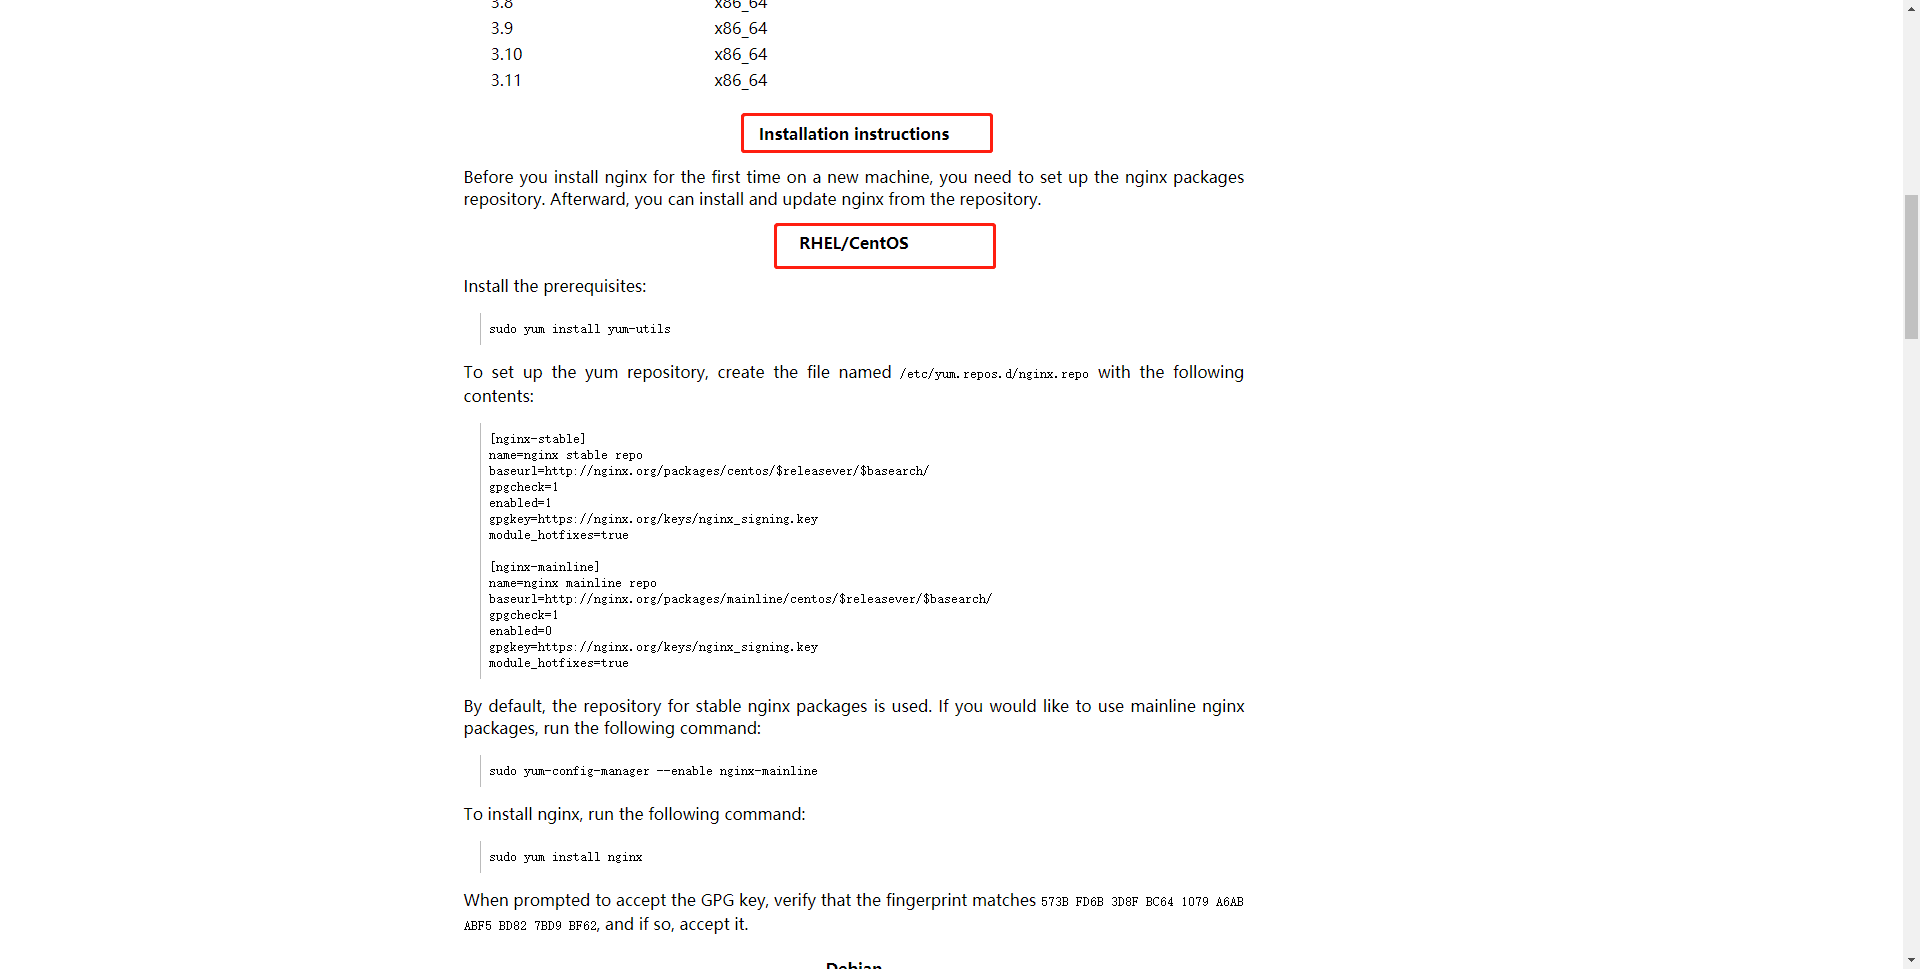 3.8 x86_64
3.9 x86_64
3.10 x86_64
3.11 x86_64
Installation instructions
Before you install nginx for the first time on a new machine, you need to set up the nginx packages
repository. Afterward, you can install and update nginx from the repository.
RHEL/CentOS
Install the prerequisites:
sudo yum install yum-utils
To set up the yum repository, create the file named /etc/yum.repos.d/nginx.repo with the following
contents:
[nginx-stable]
name=nginx stable repo
baseurl=http://nginx.org/packages/centos/$releasever/$basearch/
gpgcheck=1
enabled=1
gpgkey=https://nginx.org/keys/nginx_signing.key
module_hotfixes=true
[nginx-mainline]
name=nginx mainline repo
baseurl=http://nginx.org/packages/mainline/centos/$releasever/$basearch/
gpgcheck=1
enabled=0
gpgkey=https://nginx.org/keys/nginx_signing.key
module_hotfixes=true
By default, the repository for stable nginx packages is used. If you would like to use mainline nginx
packages, run the following command:
sudo yum-config-manager --enable nginx-mainline
To install nginx, run the following command:
sudo yum install nginx
When prompted to accept the GPG key, verify that the fingerprint matches 573B FD6B 3D8F BC64 1079 A6AB
ABF5 BD82 7BD9 BF62, and if so, accept it.
Debian